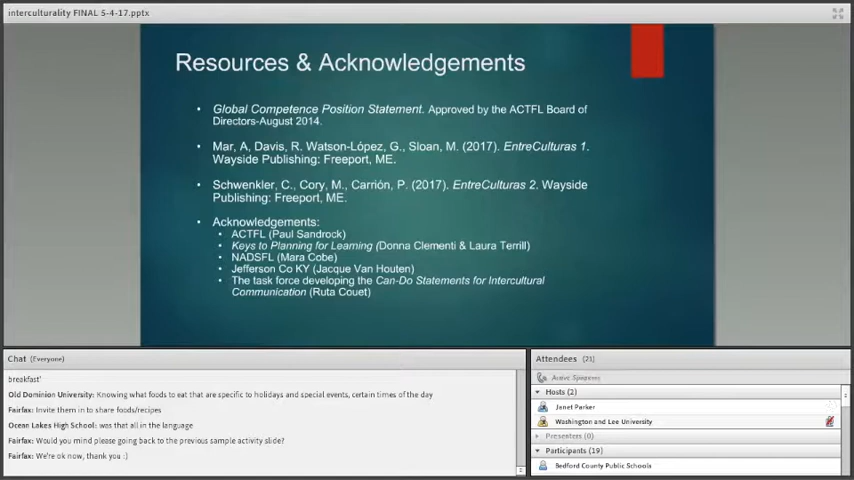 interculturality FINAL 5-4-17.pptx
Resources & Acknowledgements
• Global Competence Position Statement. Approved by the ACTFL Board of
Directors-August 2014.
• Mar, A, Davis, R. Watson-López, G., Sloan, M. (2017). EntreCulturas 1.
Wayside Publishing: Freeport, ME.
• Schwenkler, C., Cory, M., Carrión, P. (2017). EntreCulturas 2. Wayside
Publishing: Freeport, ME.
• Acknowledgements:
• ACTFL (Paul Sandrock)
• Keys to Planning for Learning (Donna Clementi & Laura Terrill)
• NADSFL (Mara Cobe)
• Jefferson Co KY (Jacque Van Houten)
• The task force developing the Can-Do Statements for Intercultural
Communication (Ruta Couet)
Chat (Everyone)
breakfast'
Old Dominion University: Knowing what foods to eat that are specific to holidays and special events, certain times of the day
Fairfax: Invite them in to share foods/recipes
Ocean Lakes High School: was that all in the language
Fairfax: Would you mind please going back to the previous sample activity slide?
Fairfax: We're ok now, thank you :)
Attendees (21)
Active Speakers
Hosts (2)
Janet Parker
Washington and Lee University
Presenters (0)
Participants (19)
Bedford County Public Schools